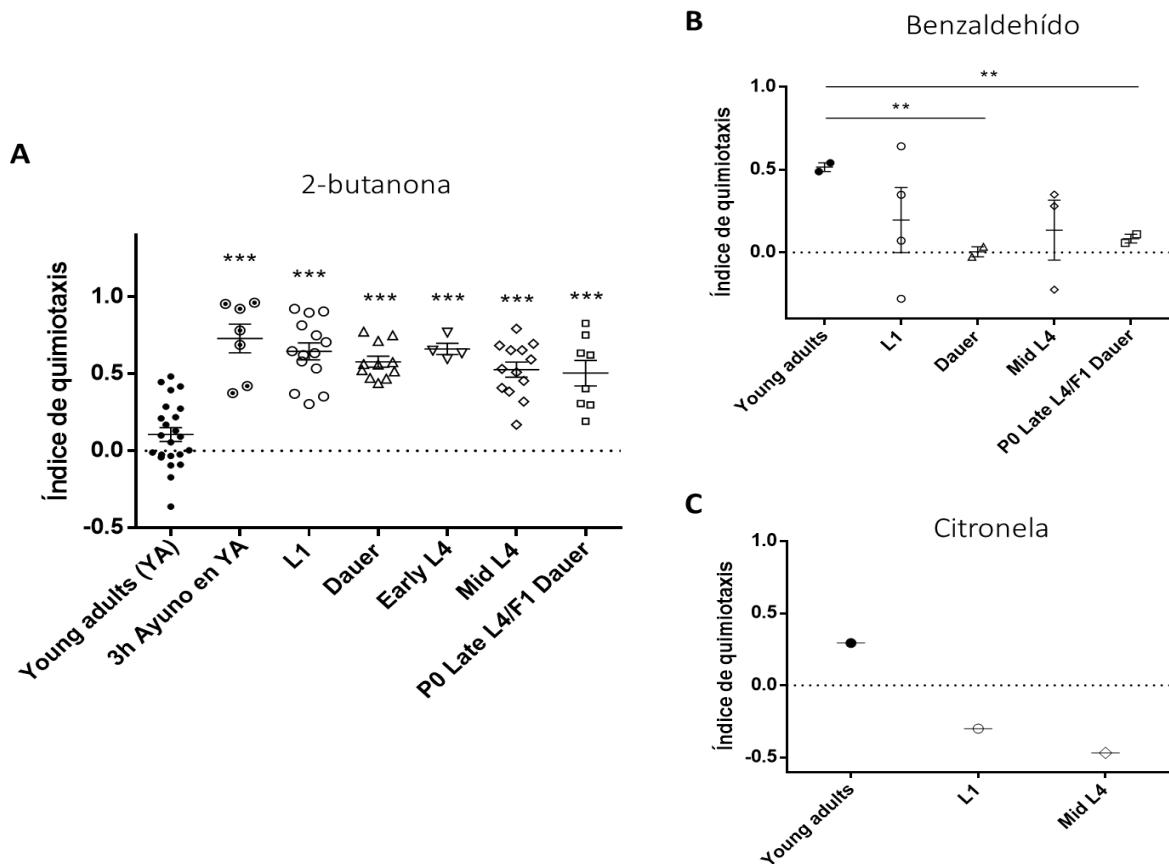 A
2-butanona
Índice de quimiotaxis
1.0
0.5
0.0
-0.5
***
***
***
***
***
***
Young adults (YA)
3h Ayuno en YA
L1
Dauer
Early L4
Mid L4
P0 Late L4/F1 Dauer
B
Benzaldehído
Índice de quimiotaxis
1.0
0.5
0.0
**
**
Young adults
L1
Dauer
Mid L4
P0 Late L4/F1 Dauer
C
Citronela
Índice de quimiotaxis
1.0
0.5
0.0
-0.5
Young adults
L1
Mid L4